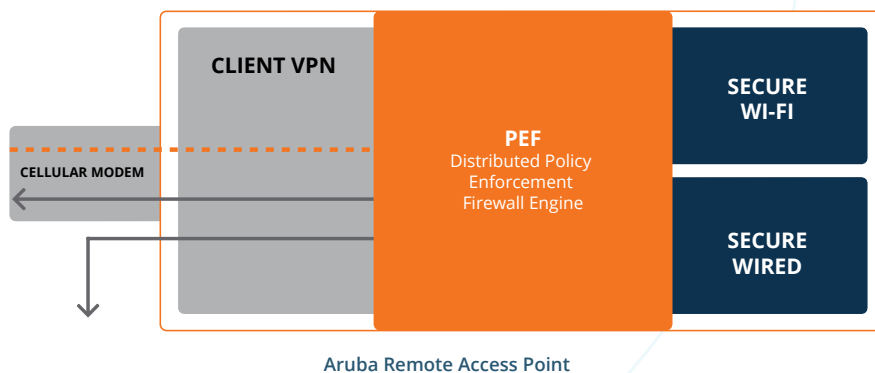 CLIENT VPN
CELLULAR MODEM
PEF
Distributed Policy
Enforcement
Firewall Engine
SECURE
WI-FI
SECURE
WIRED
Aruba Remote Access Point